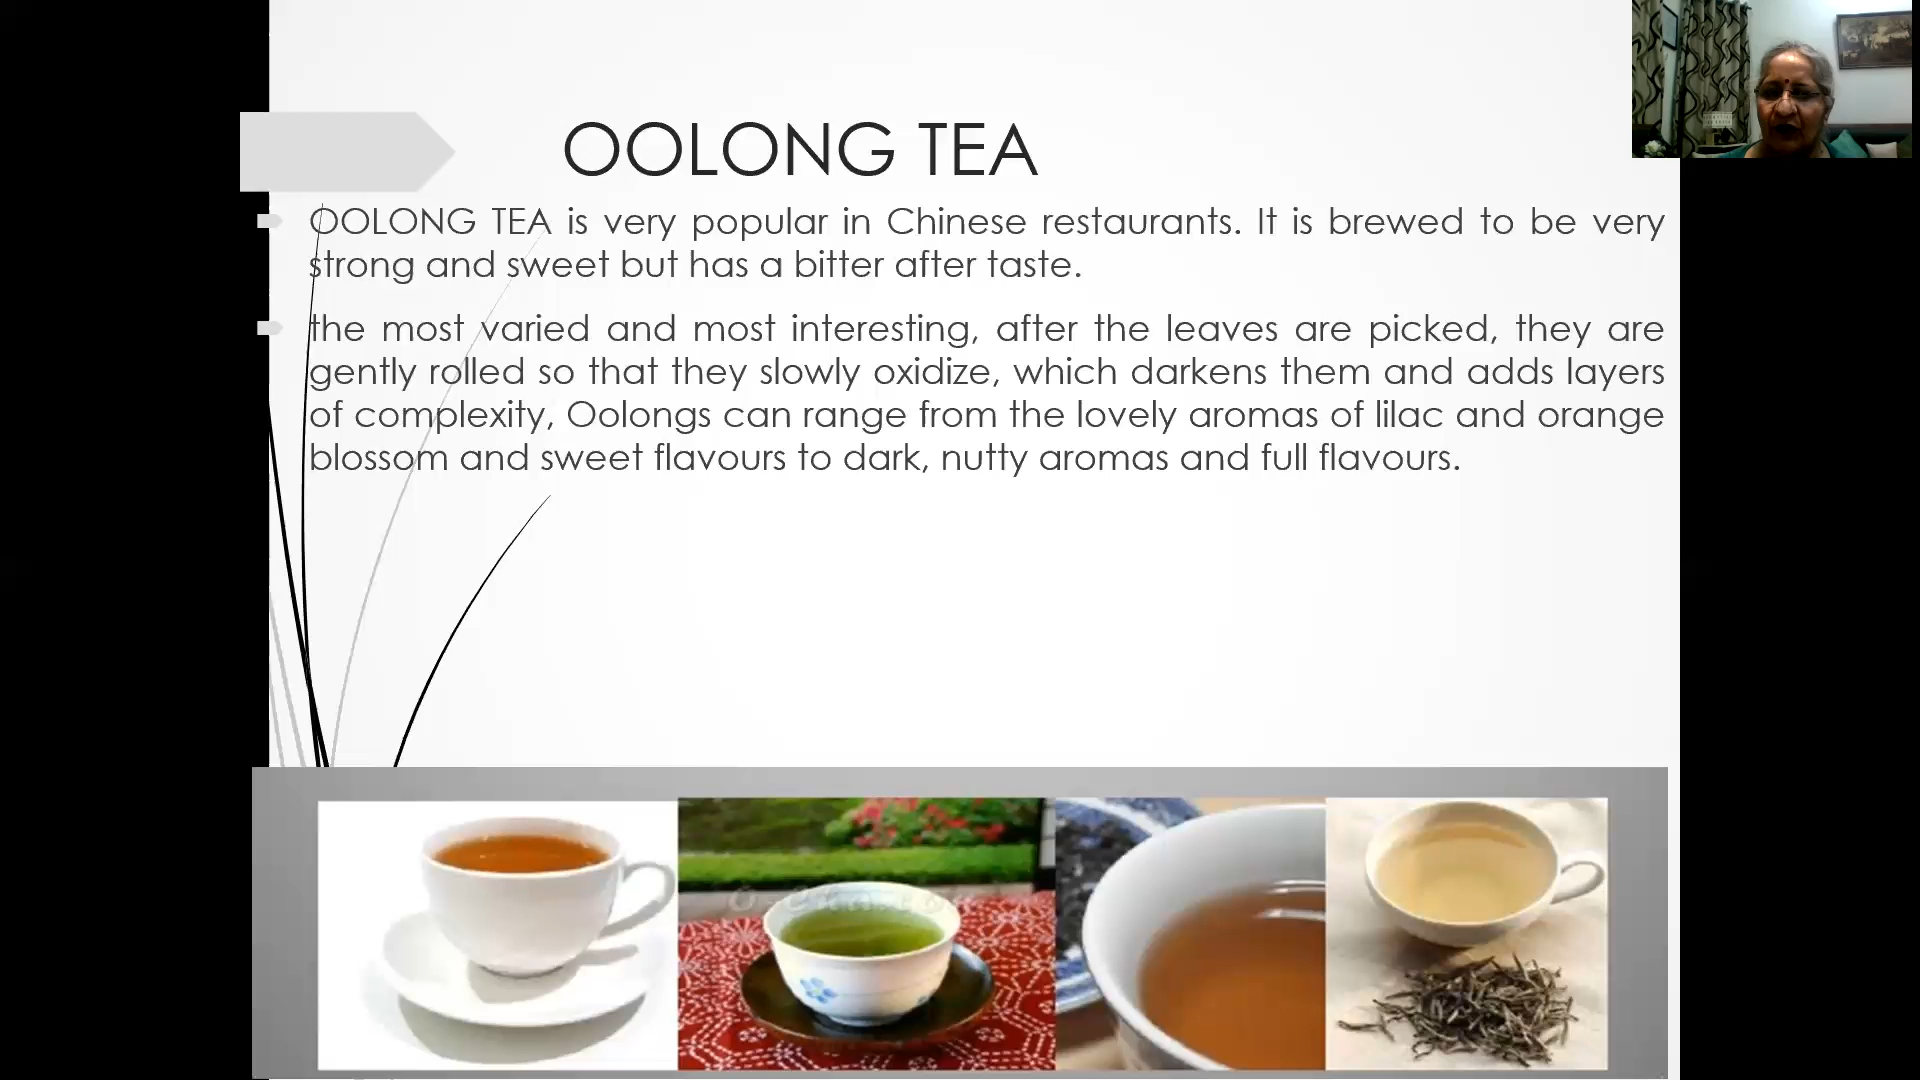 OOLONG TEA
OOLONG TEA is very popular in Chinese restaurants. It is brewed to be very
strong and sweet but has a bitter after taste.
the most varied and most interesting, after the leaves are picked, they are
gently rolled so that they slowly oxidize, which darkens them and adds layers
of complexity, Oolongs can range from the lovely aromas of lilac and orange
blossom and sweet flavours to dark, nutty aromas and full flavours.